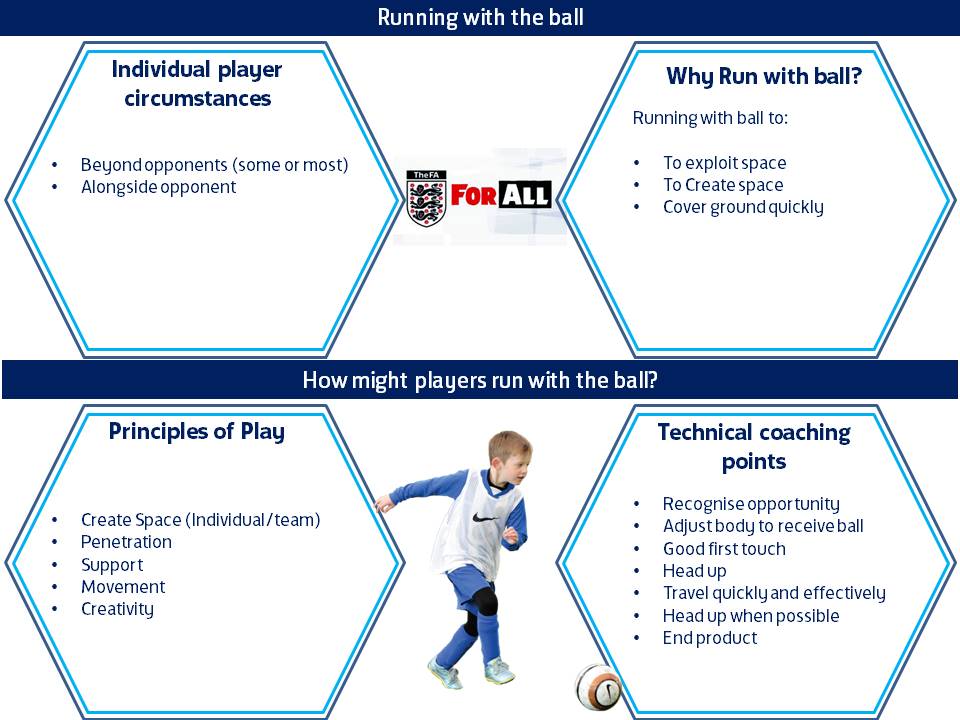 Running with the ball
Individual player
circumstances
• Beyond opponents (some or most)
• Alongside opponent
The FA
FOR ALL
Why Run with ball?
Running with ball to:
• To exploit space
• To Create space
• Cover ground quickly
How might players run with the ball?
Principles of Play
• Create Space (Individual/team)
• Penetration
• Support
• Movement
• Creativity
Technical coaching
points
• Recognise opportunity
• Adjust body to receive ball
• Good first touch
• Head up
• Travel quickly and effectively
• Head up when possible
• End product